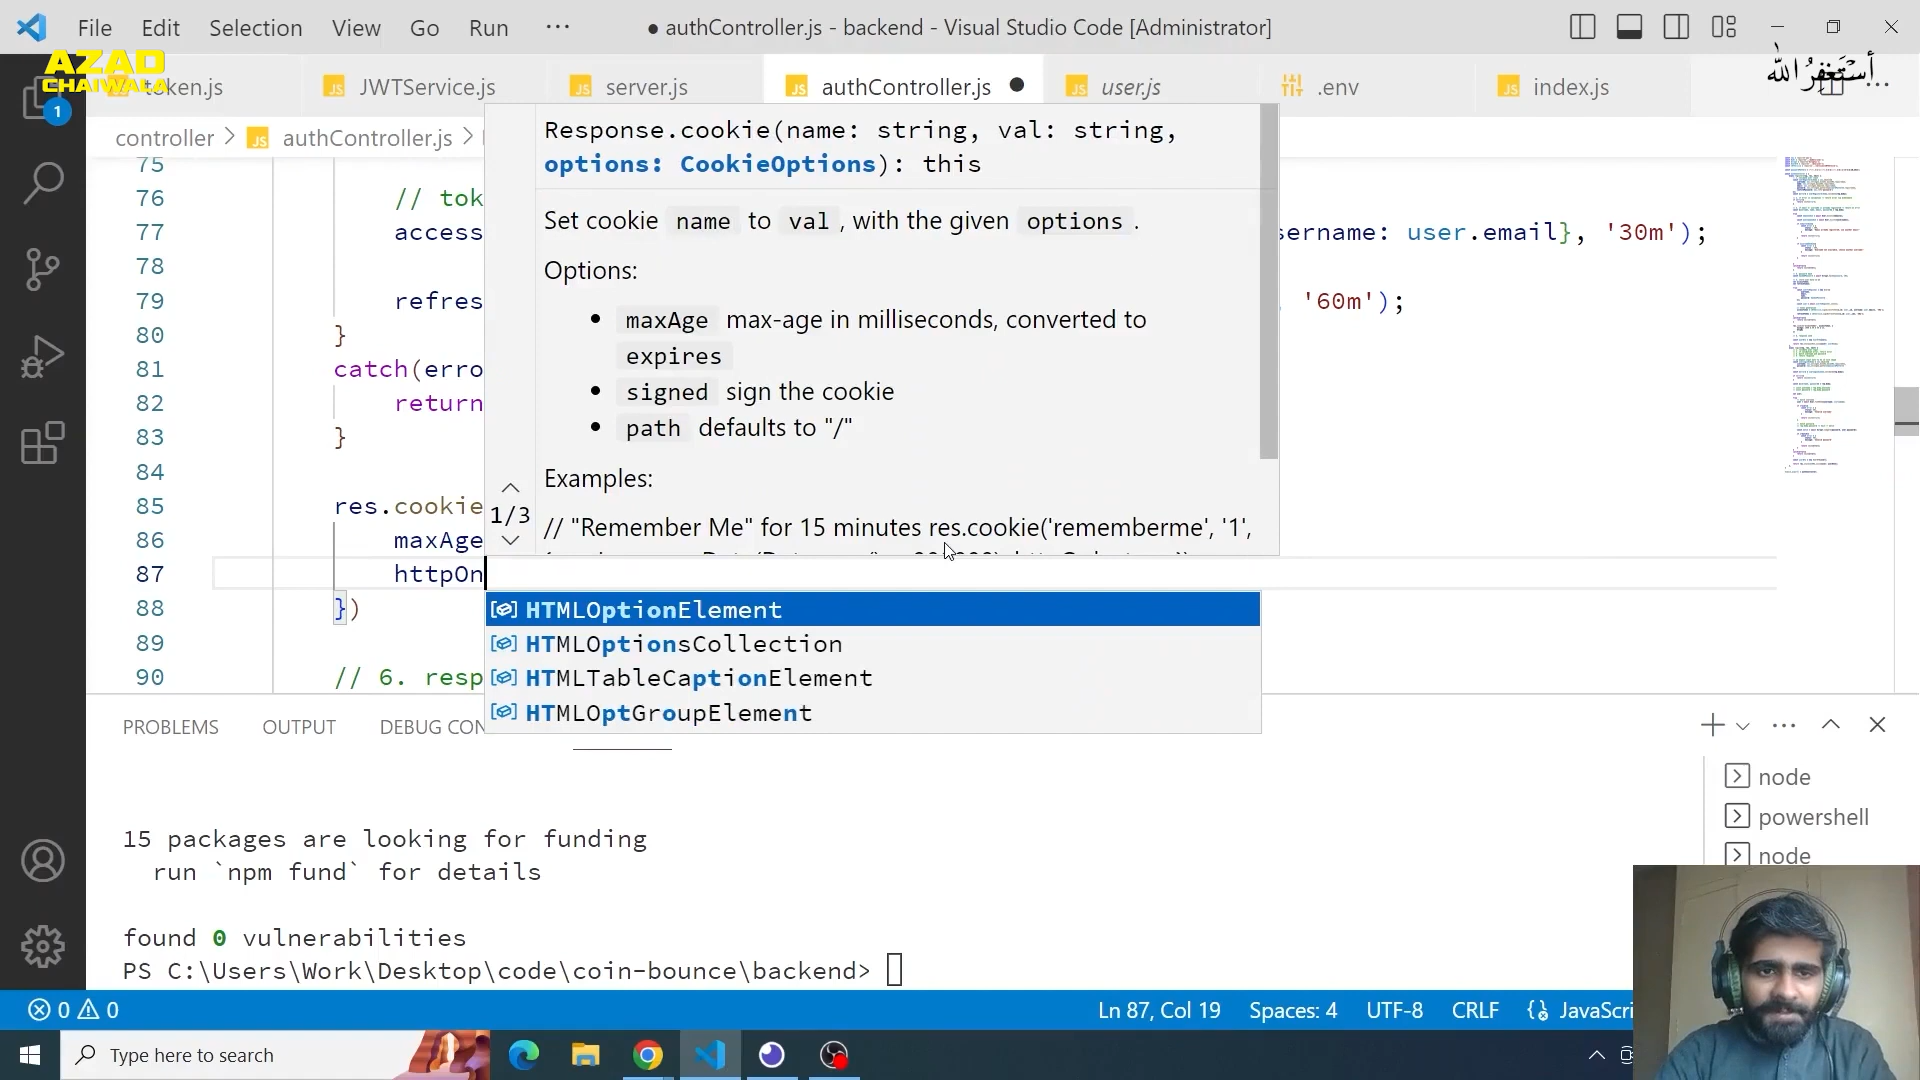 File Edit Selection View Go Run ··· ● authController.js - backend - Visual Studio Code [Administrator]
AZAD
CHAIWALA
أستغفر الله
token.js JWTService.js server.js authController.js ● user.js .env index.js ···
1
controller > authController.js >
Response.cookie(name: string, val: string,
options: CookieOptions): this
Set cookie name to val , with the given options .
Options:
• maxAge max-age in milliseconds, converted to
expires
• signed sign the cookie
• path defaults to "/"
Examples:
1/3
// "Remember Me" for 15 minutes res.cookie('rememberme', '1',
75
76 // tok
77 access sername: user.email}, '30m');
78
79 refres , '60m');
80 }
81 catch(erro
82 return
83 }
84
85 res.cookie
86 maxAge
87 httpOn
88 })
89
90 // 6. resp
HTMLOptionElement
HTMLOptionsCollection
HTMLTableCaptionElement
HTMLOptGroupElement
PROBLEMS OUTPUT DEBUG CON
node
powershell
node
15 packages are looking for funding
run `npm fund` for details
found 0 vulnerabilities
PS C:\Users\Work\Desktop\code\coin-bounce\backend>
0 0 Ln 87, Col 19 Spaces: 4 UTF-8 CRLF {} JavaScri
Type here to search